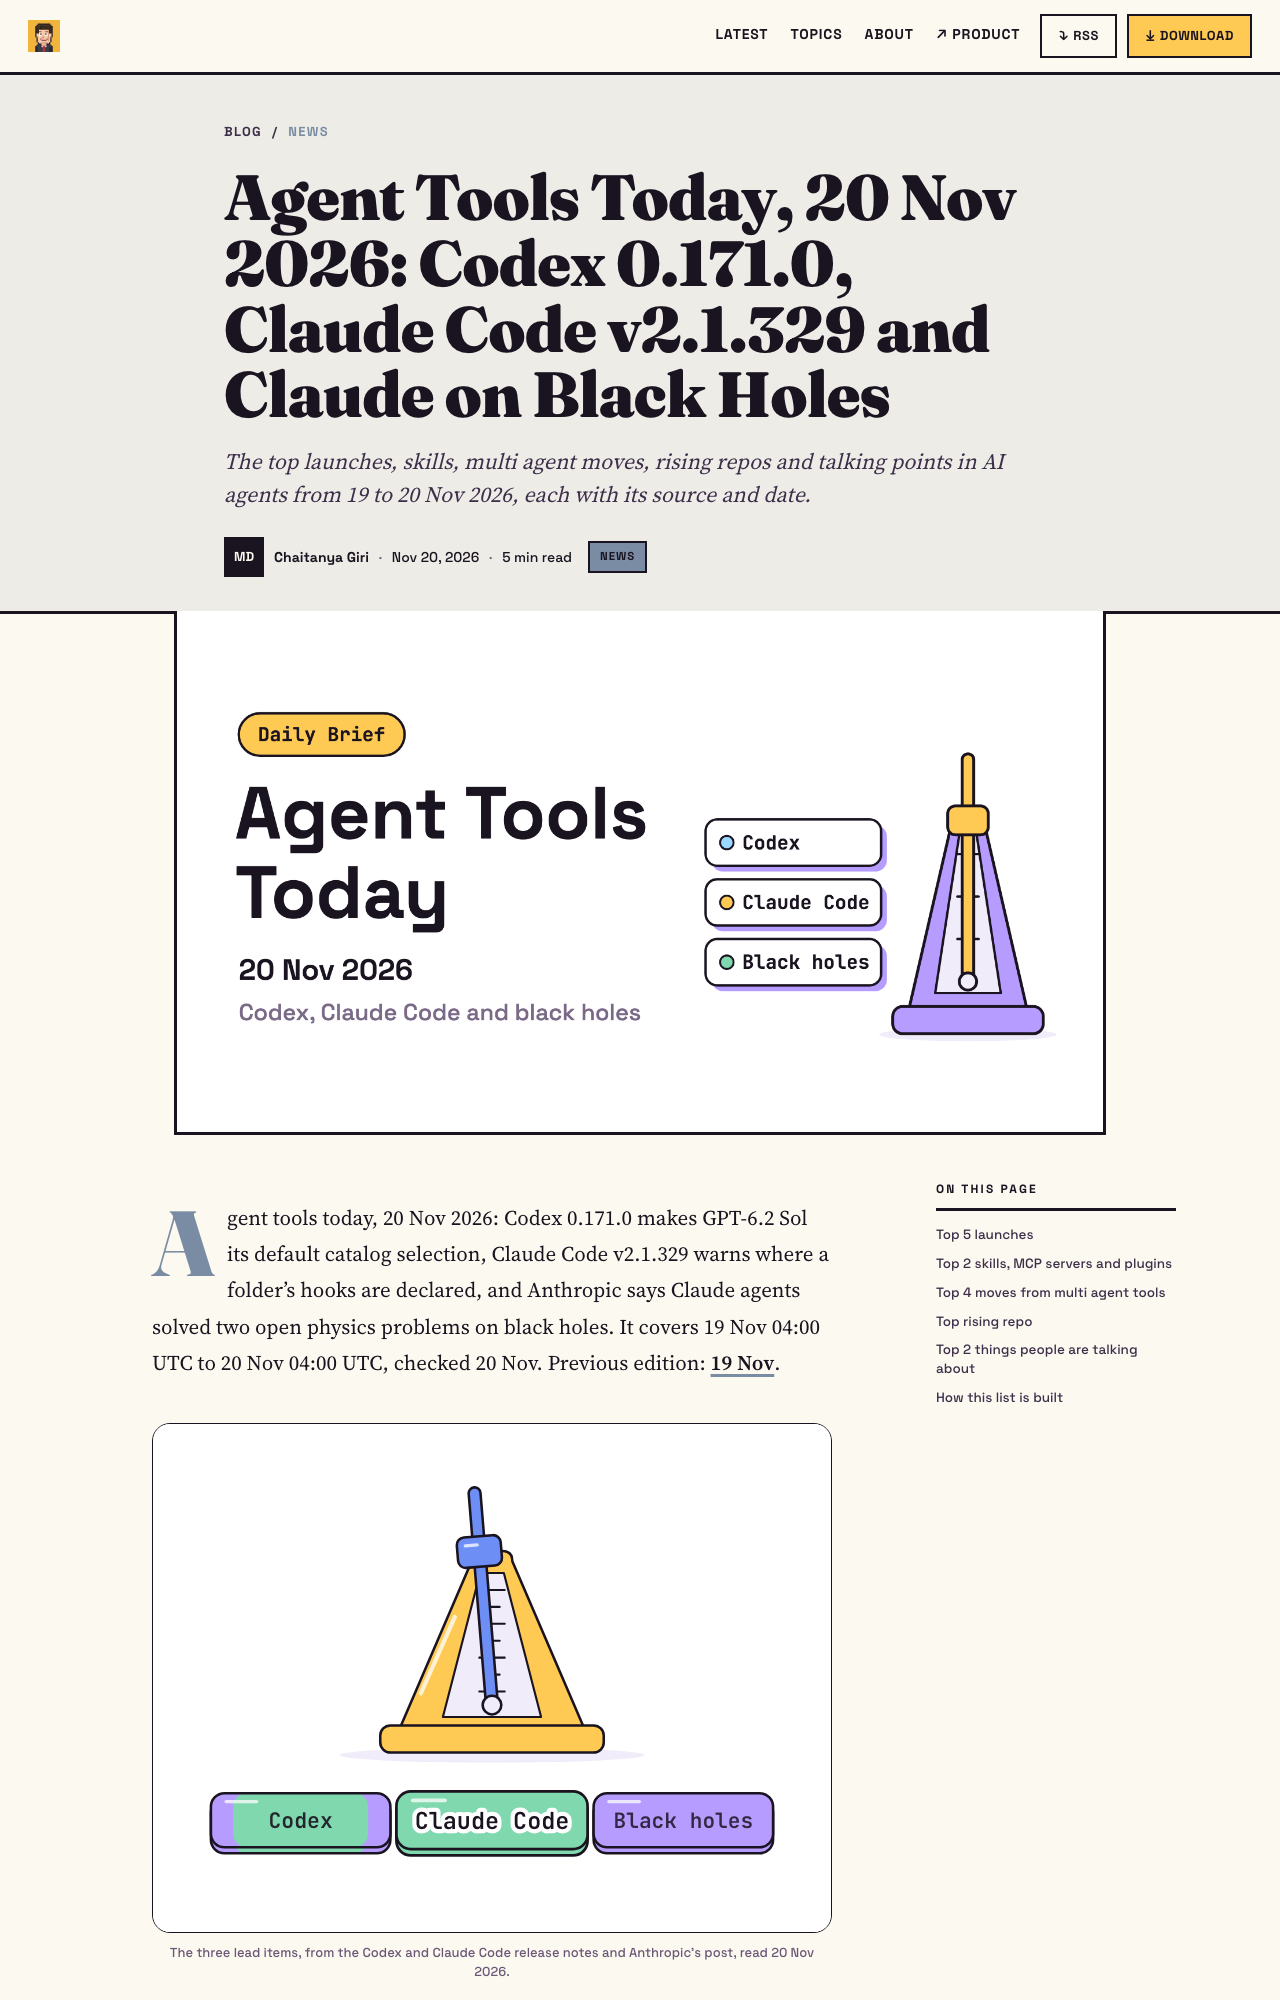 LATEST TOPICS ABOUT ↗ PRODUCT ⤵ RSS ⤓ DOWNLOAD
BLOG / NEWS
Agent Tools Today, 20 Nov
2026: Codex 0.171.0,
Claude Code v2.1.329 and
Claude on Black Holes
The top launches, skills, multi agent moves, rising repos and talking points in AI
agents from 19 to 20 Nov 2026, each with its source and date.
MD Chaitanya Giri · Nov 20, 2026 · 5 min read NEWS
Daily Brief
Agent Tools
Today
20 Nov 2026
Codex, Claude Code and black holes
Codex
Claude Code
Black holes
Agent tools today, 20 Nov 2026: Codex 0.171.0 makes GPT-6.2 Sol
its default catalog selection, Claude Code v2.1.329 warns where a
folder’s hooks are declared, and Anthropic says Claude agents
solved two open physics problems on black holes. It covers 19 Nov 04:00
UTC to 20 Nov 04:00 UTC, checked 20 Nov. Previous edition: 19 Nov.
ON THIS PAGE
Top 5 launches
Top 2 skills, MCP servers and plugins
Top 4 moves from multi agent tools
Top rising repo
Top 2 things people are talking
about
How this list is built
Codex Claude Code Black holes
The three lead items, from the Codex and Claude Code release notes and Anthropic's post, read 20 Nov
2026.